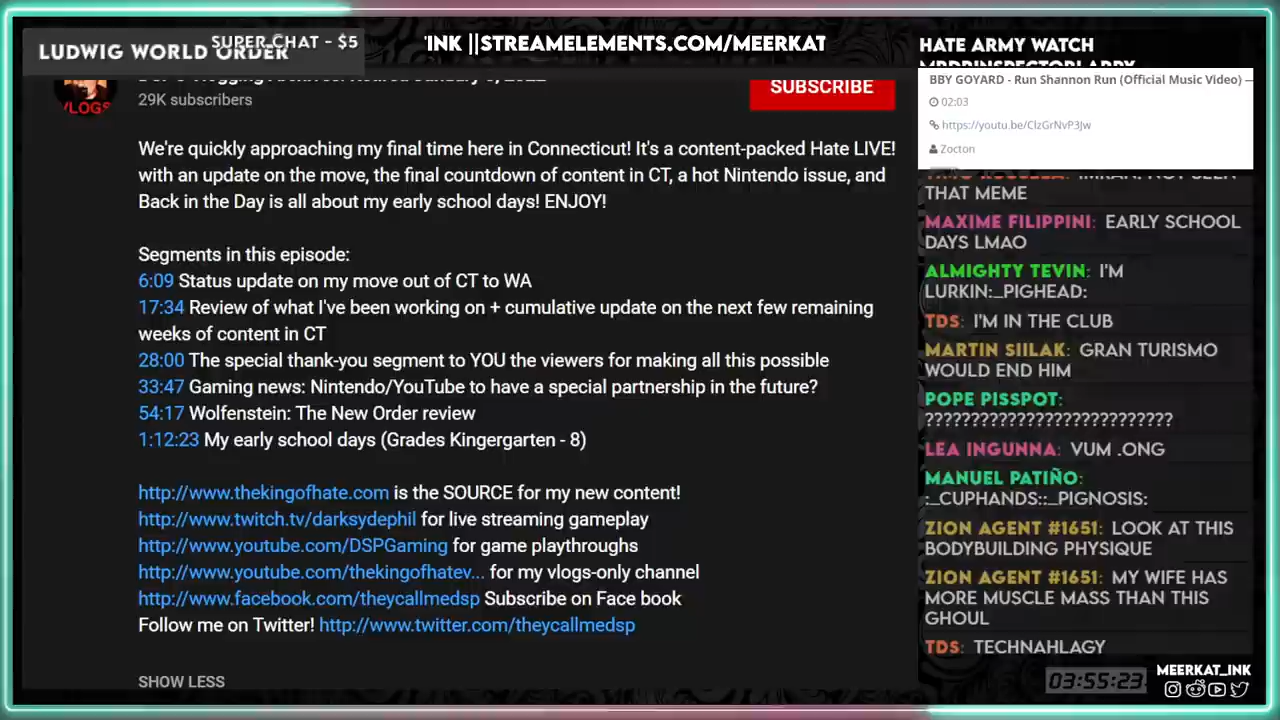 LUDWIG WORLD ORDER
SUPER CHAT - $5
'INK ||STREAMELEMENTS.COM/MEERKAT
29K subscribers
SUBSCRIBE
We're quickly approaching my final time here in Connecticut! It's a content-packed Hate LIVE!
with an update on the move, the final countdown of content in CT, a hot Nintendo issue, and
Back in the Day is all about my early school days! ENJOY!
Segments in this episode:
6:09 Status update on my move out of CT to WA
17:34 Review of what I've been working on + cumulative update on the next few remaining
weeks of content in CT
28:00 The special thank-you segment to YOU the viewers for making all this possible
33:47 Gaming news: Nintendo/YouTube to have a special partnership in the future?
54:17 Wolfenstein: The New Order review
1:12:23 My early school days (Grades Kingergarten - 8)
http://www.thekingofhate.com is the SOURCE for my new content!
http://www.twitch.tv/darksydephil for live streaming gameplay
http://www.youtube.com/DSPGaming for game playthroughs
http://www.youtube.com/thekingofhatev... for my vlogs-only channel
http://www.facebook.com/theycallmedsp Subscribe on Face book
Follow me on Twitter! http://www.twitter.com/theycallmedsp
SHOW LESS
HATE ARMY WATCH
BBY GOYARD - Run Shannon Run (Official Music Video) —
02:03
https://youtu.be/ClzGrNvP3Jw
Zocton
THAT MEME
MAXIME FILIPPINI: EARLY SCHOOL
DAYS LMAO
ALMIGHTY TEVIN: I'M
LURKIN:_PIGHEAD:
TDS: I'M IN THE CLUB
MARTIN SIILAK: GRAN TURISMO
WOULD END HIM
POPE PISSPOT:
??????????????????????????
LEA INGUNNA: VUM .ONG
MANUEL PATIÑO:
:_CUPHANDS::_PIGNOSIS:
ZION AGENT #1651: LOOK AT THIS
BODYBUILDING PHYSIQUE
ZION AGENT #1651: MY WIFE HAS
MORE MUSCLE MASS THAN THIS
GHOUL
TDS: TECHNAHLAGY
03:55:23
MEERKAT_INK